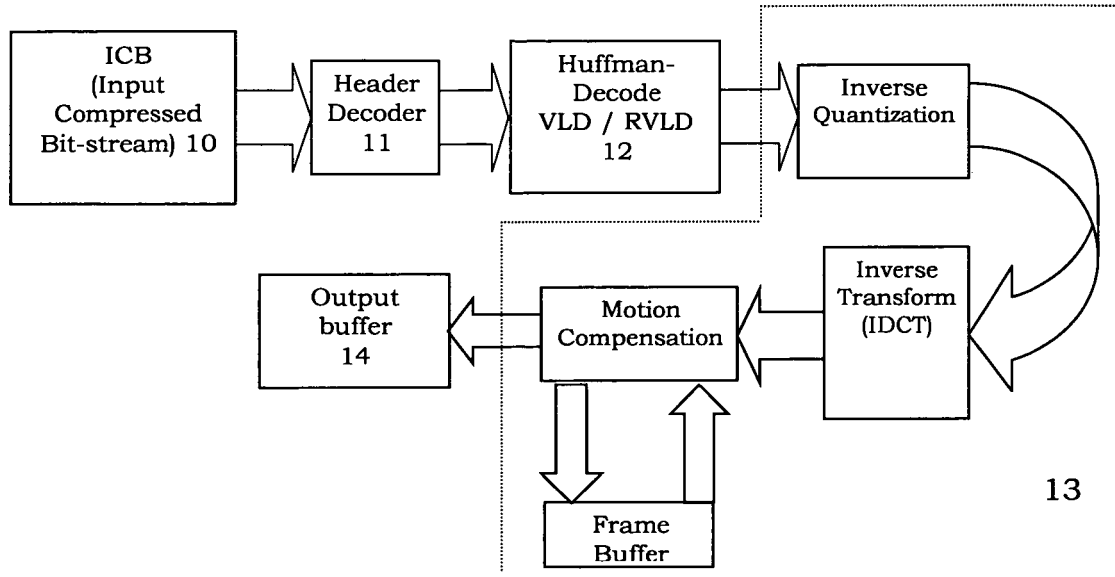 ICB
(Input
Compressed
Bit-stream) 10
Header
Decoder
11
Huffman-
Decode
VLD / RVLD
12
Inverse
Quantization
Inverse
Transform
(IDCT)
Motion
Compensation
Output
buffer
14
Frame
Buffer
13